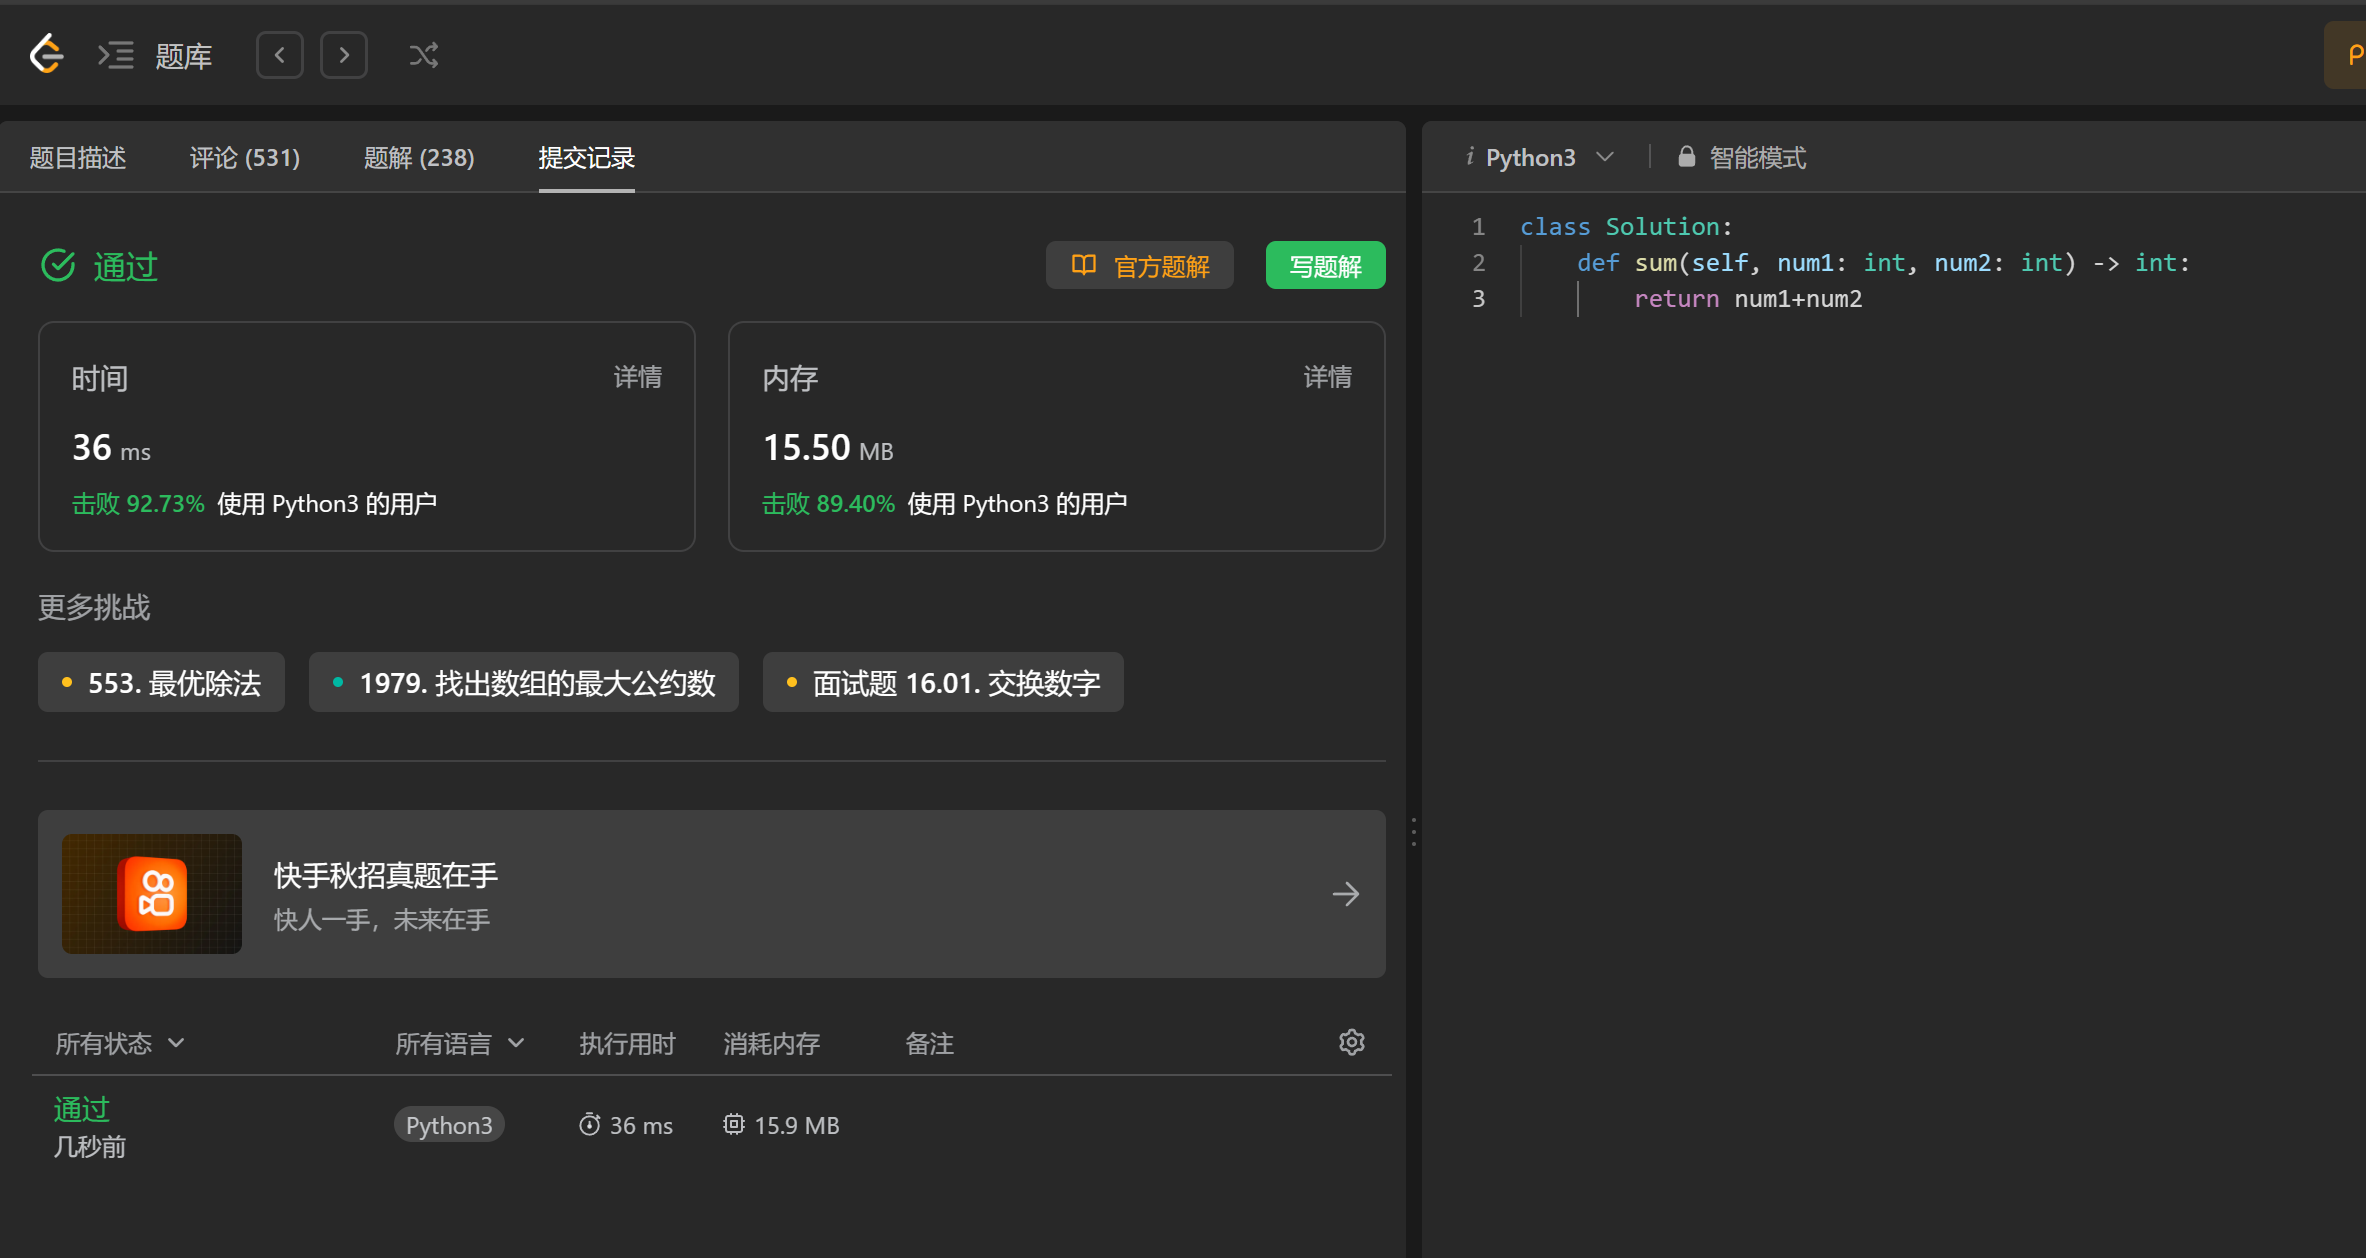 题库
题目描述 评论 (531) 题解 (238) 提交记录
通过 官方题解 写题解
时间 详情
36 ms
击败 92.73% 使用 Python3 的用户
内存 详情
15.50 MB
击败 89.40% 使用 Python3 的用户
更多挑战
553. 最优除法 1979. 找出数组的最大公约数 面试题 16.01. 交换数字
快手秋招真题在手
快人一手，未来在手
所有状态 所有语言 执行用时 消耗内存 备注
通过 Python3 36 ms 15.9 MB
几秒前
i Python3 智能模式
1 class Solution:
2 def sum(self, num1: int, num2: int) -> int:
3 return num1+num2